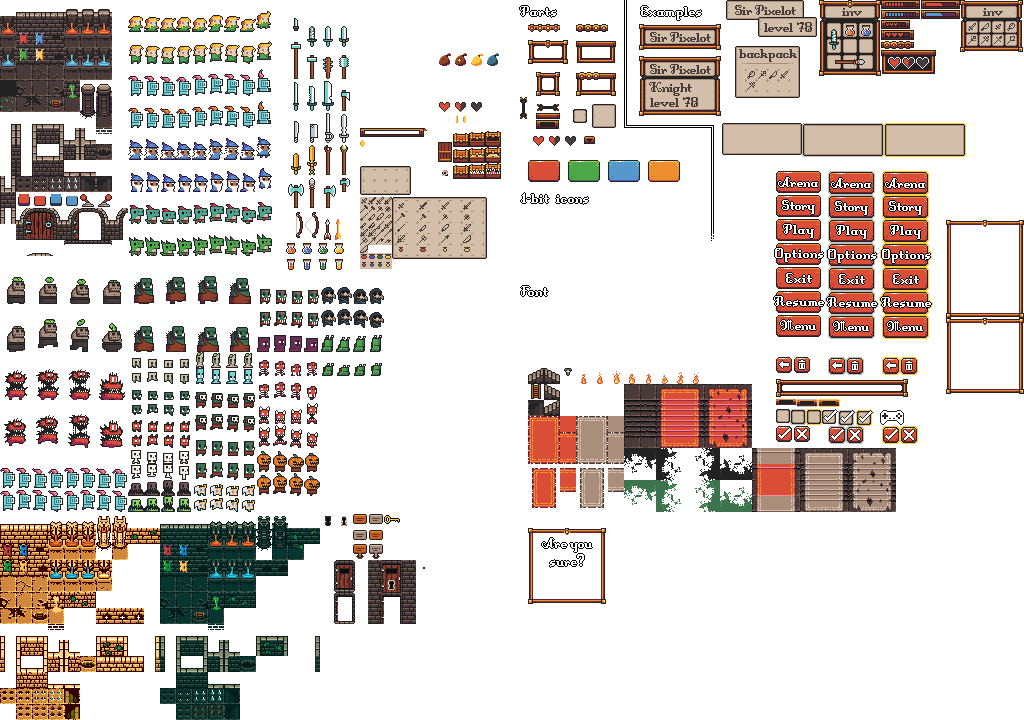 Parts
Examples
Sir Pixelot
level 78
inv
inv
Sir Pixelot
backpack
Sir Pixelot
Knight
level 78
1-bit icons
Arena Arena Arena
Story Story Story
Play Play Play
Options Options Options
Exit Exit Exit
Resume Resume Resume
Menu Menu Menu
Font
Are you
sure?